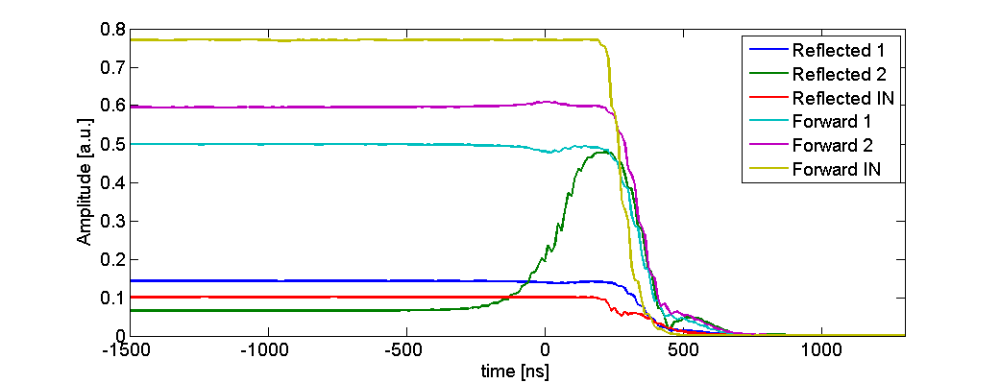 0.8
0.7
0.6
0.5
0.4
0.3
0.2
0.1
0
Amplitude [a.u.]
Reflected 1
Reflected 2
Reflected IN
Forward 1
Forward 2
Forward IN
-1500 -1000 -500 0 500 1000
time [ns]